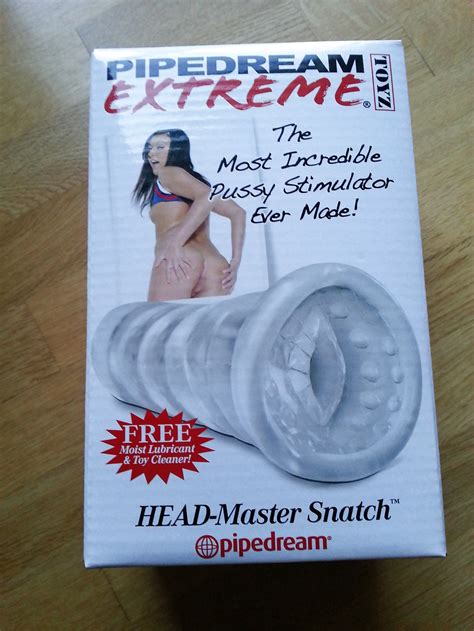 PIPEDREAM
EXTREME®
TOYZ
The
Most Incredible
Pussy Stimulator
Ever Made!
FREE
Moist Lubricant
& Toy Cleaner!
HEAD-Master Snatch™
pipedream®